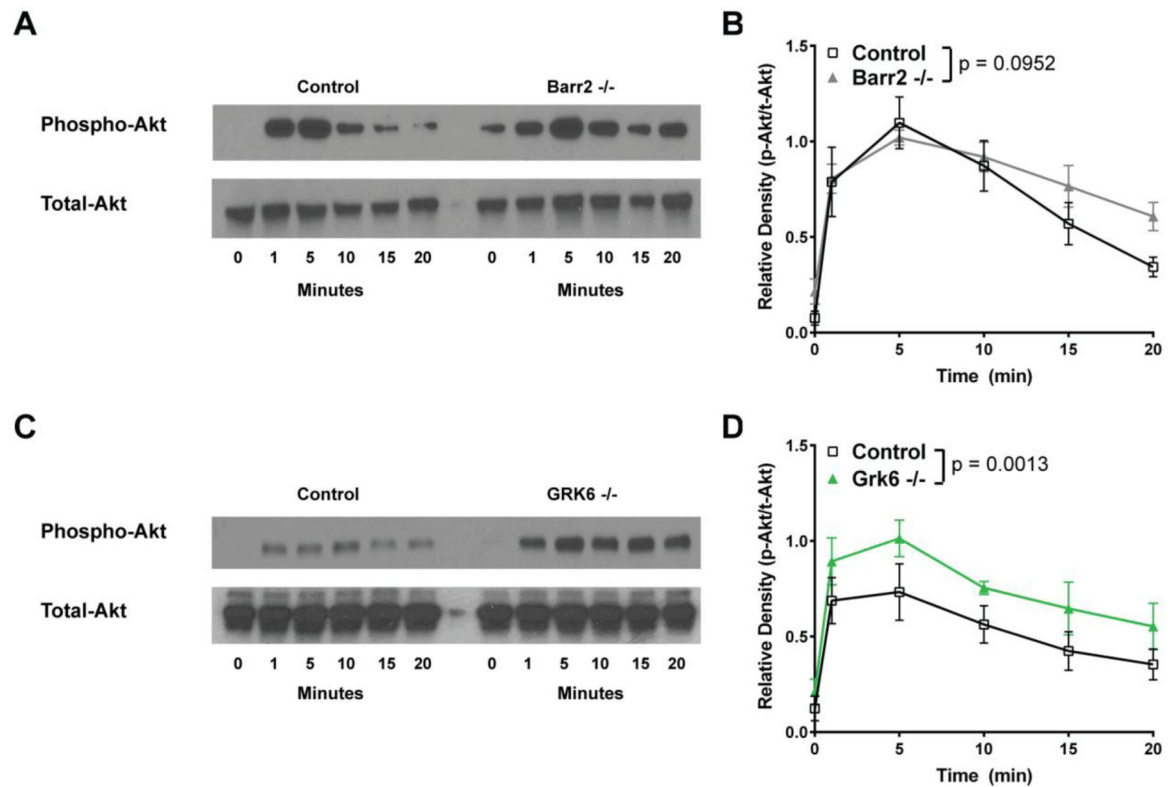 A
Control
Barr2 -/-
Phospho-Akt
Total-Akt
0 1 5 10 15 20 0 1 5 10 15 20
Minutes Minutes
B
Control
Barr2 -/-
p = 0.0952
Relative Density (p-Akt/t-Akt)
1.5
1.0
0.5
0.0
0 5 10 15 20
Time (min)
C
Control
GRK6 -/-
Phospho-Akt
Total-Akt
0 1 5 10 15 20 0 1 5 10 15 20
Minutes Minutes
D
Control
Grk6 -/-
p = 0.0013
Relative Density (p-Akt/t-Akt)
1.5
1.0
0.5
0.0
0 5 10 15 20
Time (min)